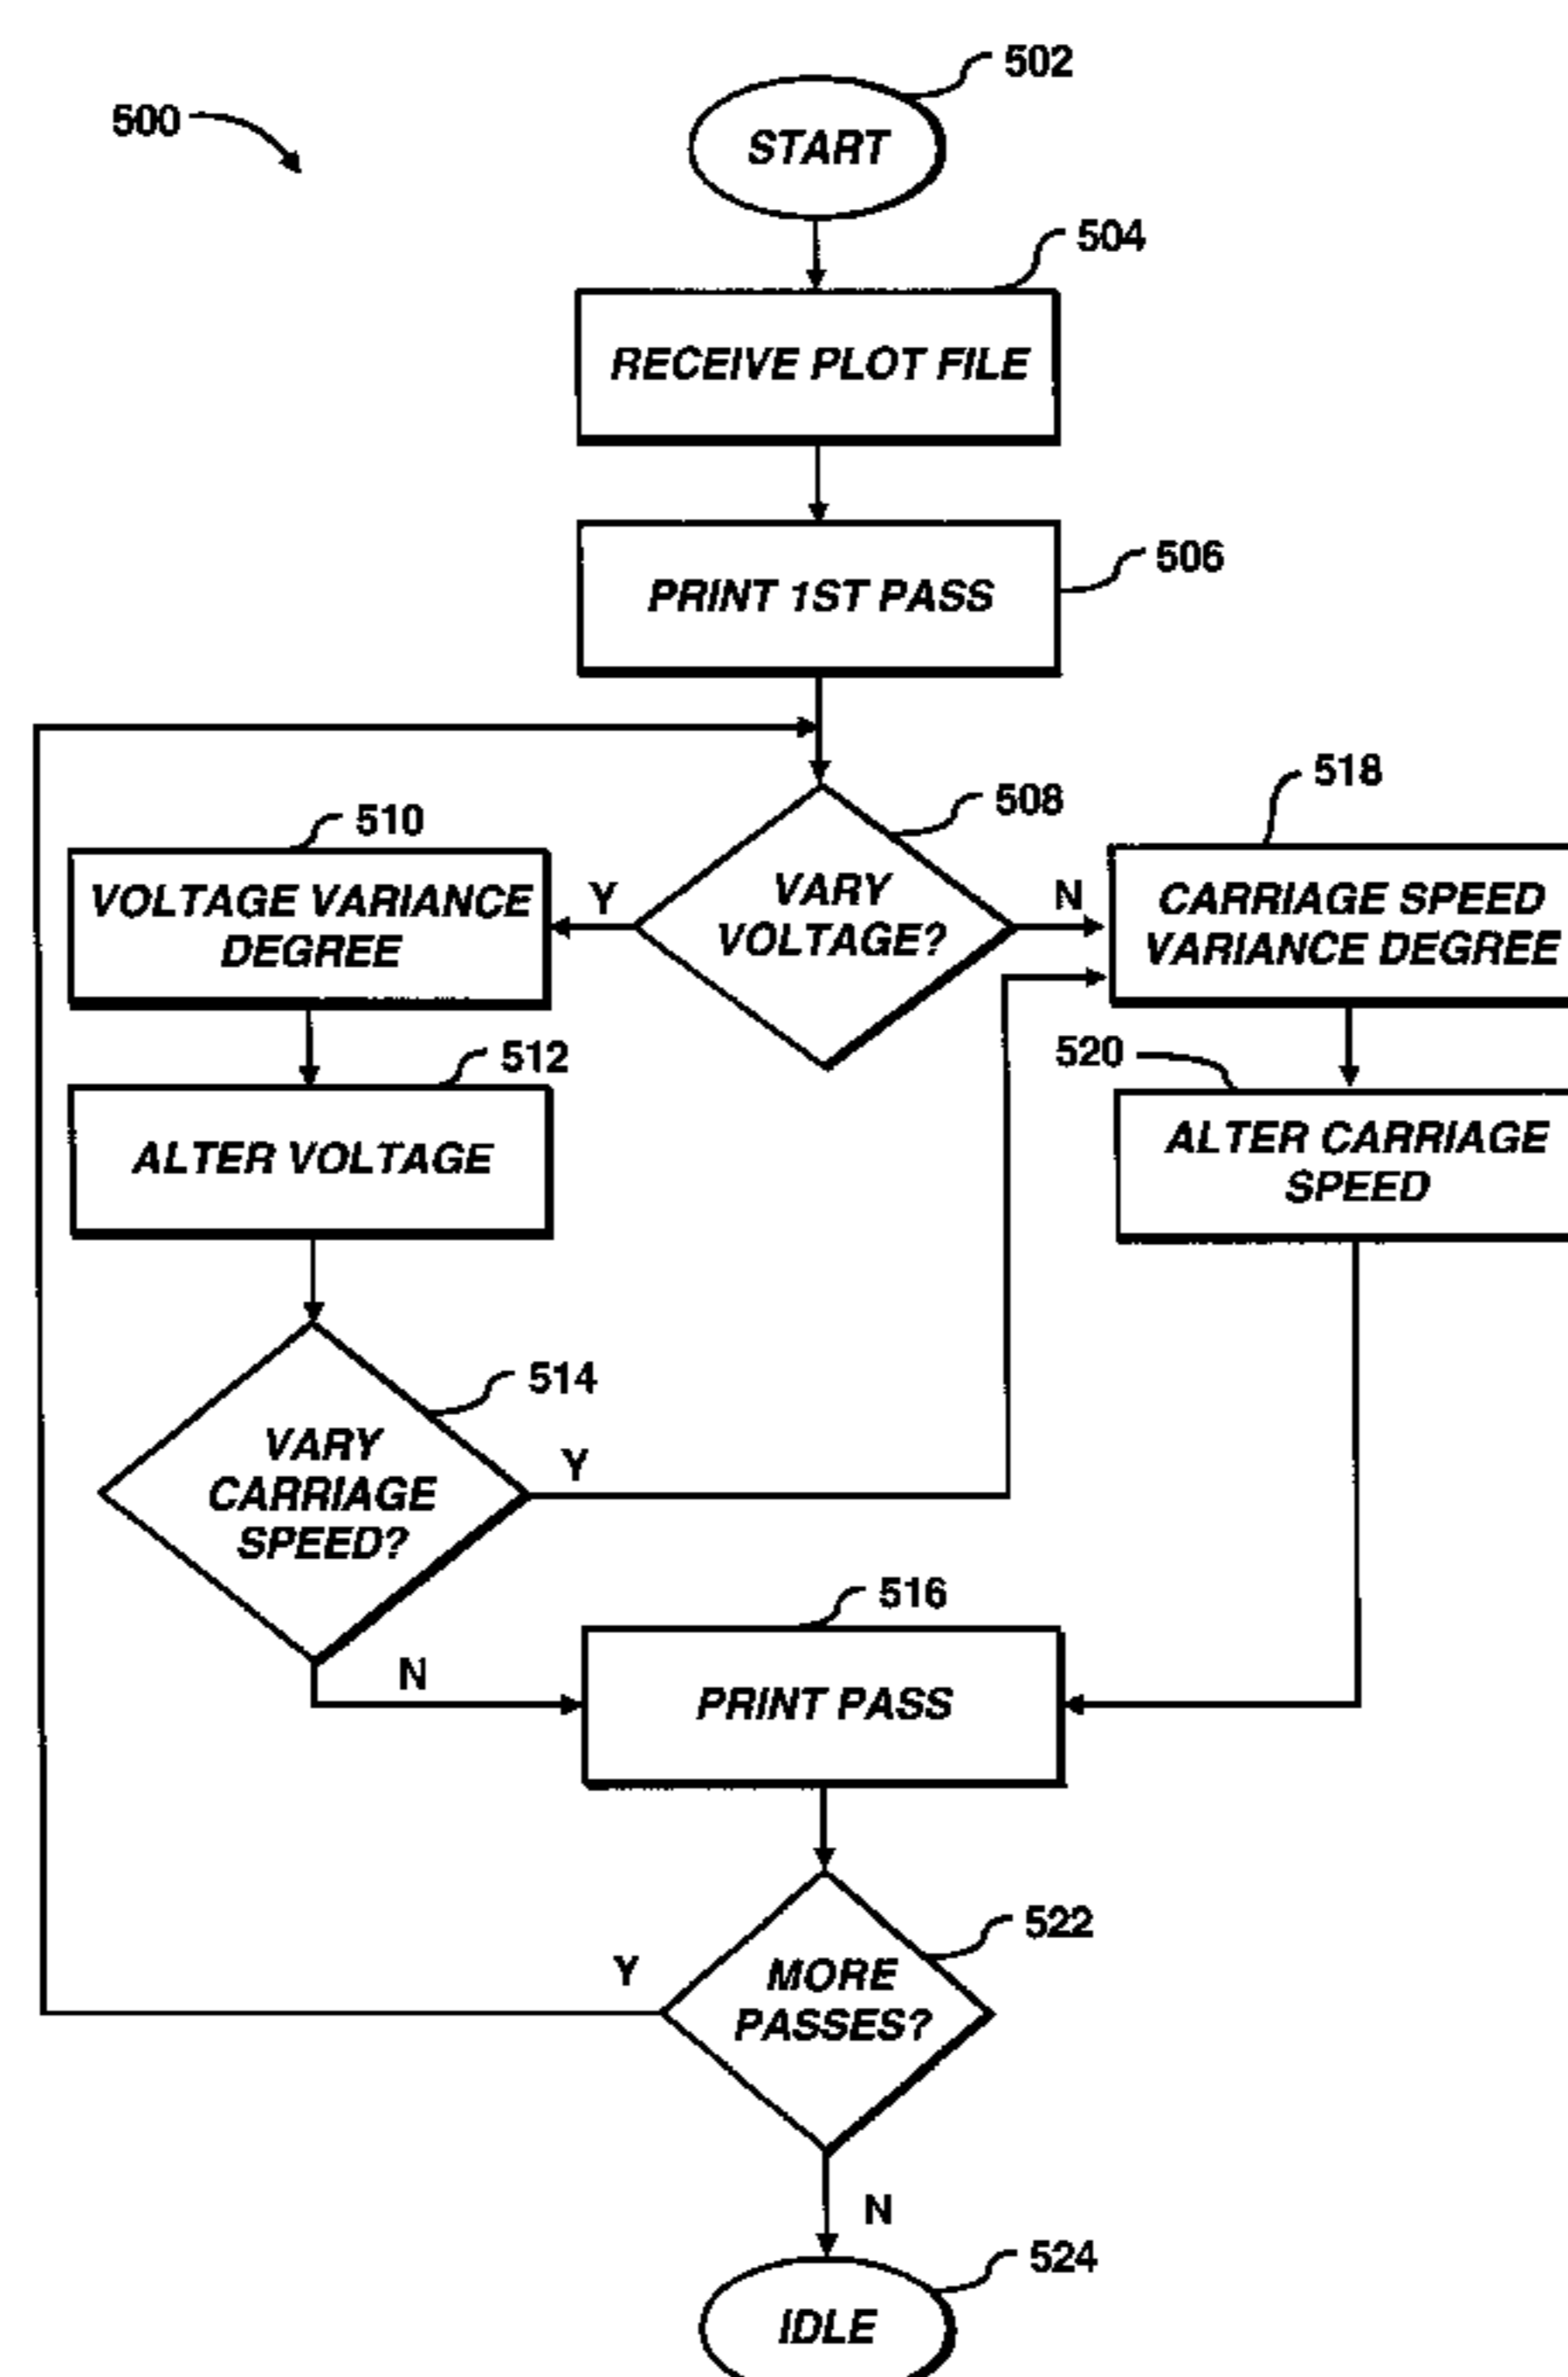 502
500
START
504
RECEIVE PLOT FILE
506
PRINT 1ST PASS
508
518
510
VOLTAGE VARIANCE
DEGREE
Y
VARY
VOLTAGE?
N
CARRIAGE SPEED
VARIANCE DEGREE
512
520
ALTER VOLTAGE
ALTER CARRIAGE
SPEED
514
VARY
CARRIAGE
SPEED?
Y
516
N
PRINT PASS
522
Y
MORE
PASSES?
N
524
IDLE